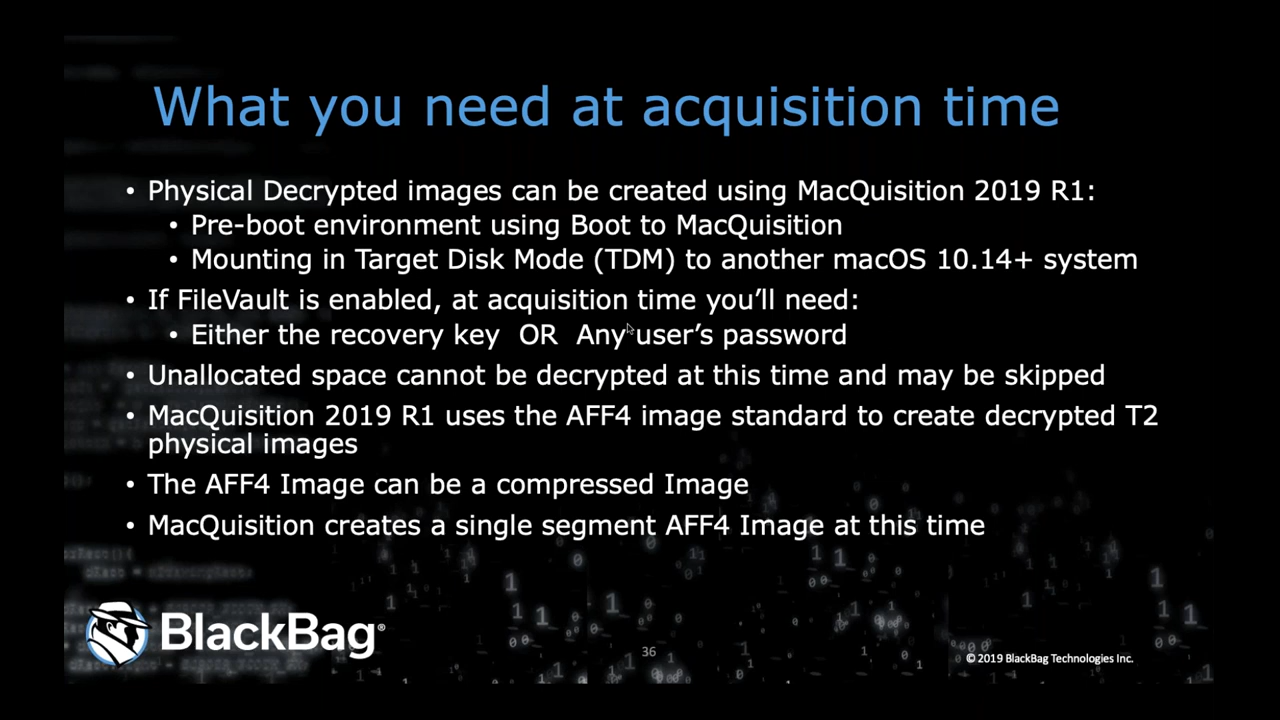 What you need at acquisition time
• Physical Decrypted images can be created using MacQuisition 2019 R1:
• Pre-boot environment using Boot to MacQuisition
• Mounting in Target Disk Mode (TDM) to another macOS 10.14+ system
• If FileVault is enabled, at acquisition time you’ll need:
• Either the recovery key OR Any user’s password
• Unallocated space cannot be decrypted at this time and may be skipped
• MacQuisition 2019 R1 uses the AFF4 image standard to create decrypted T2
physical images
• The AFF4 Image can be a compressed Image
• MacQuisition creates a single segment AFF4 Image at this time
BlackBag®
36
© 2019 BlackBag Technologies Inc.